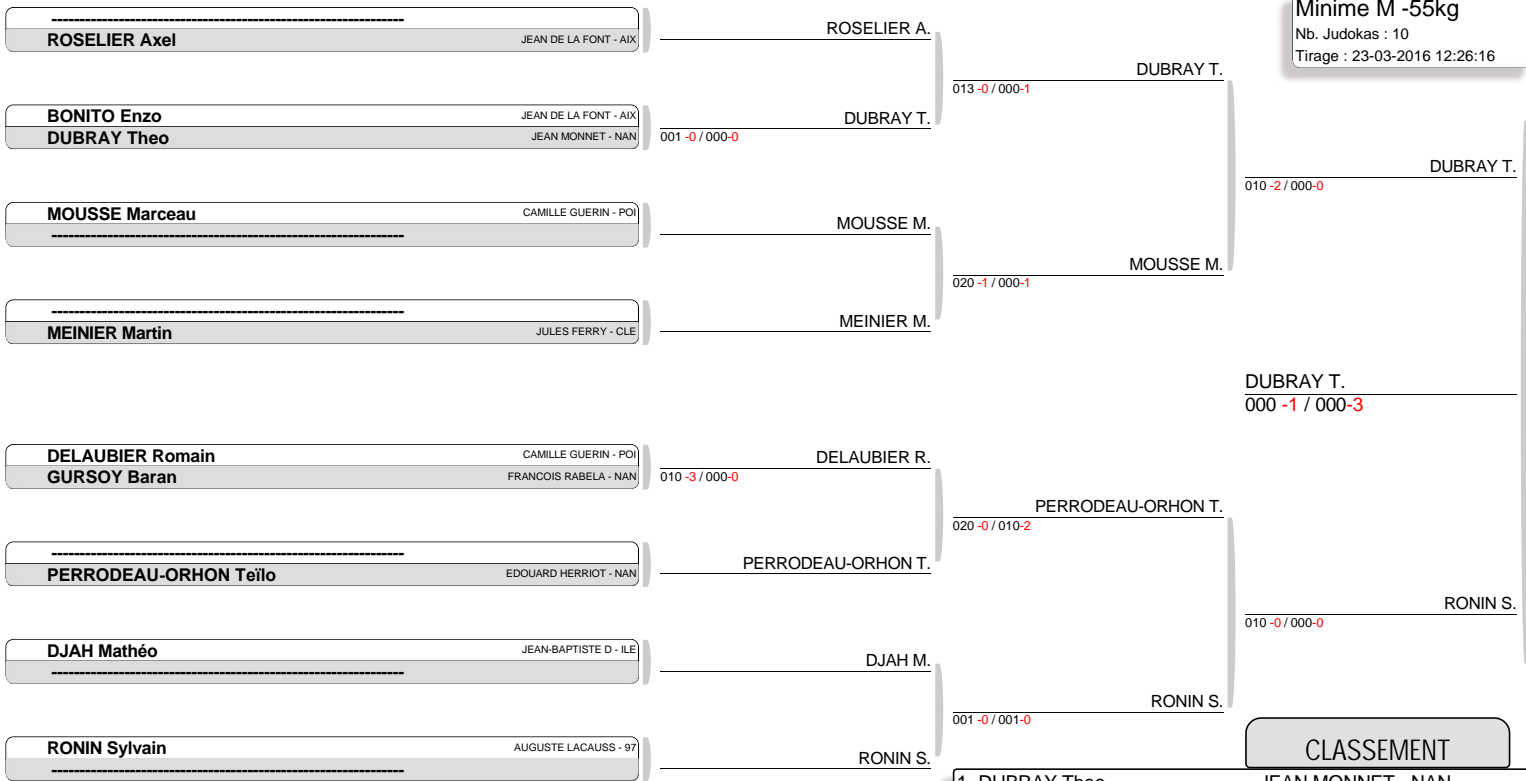 Minime M -55kg
Nb. Judokas : 10
Tirage : 23-03-2016 12:26:16
----------------------------------------------------------------
ROSELIER Axel JEAN DE LA FONT - AIX
BONITO Enzo JEAN DE LA FONT - AIX
DUBRAY Theo JEAN MONNET - NAN
MOUSSE Marceau CAMILLE GUERIN - POI
----------------------------------------------------------------
----------------------------------------------------------------
MEINIER Martin JULES FERRY - CLE
DELAUBIER Romain CAMILLE GUERIN - POI
GURSOY Baran FRANCOIS RABELA - NAN
----------------------------------------------------------------
PERRODEAU-ORHON Teïlo EDOUARD HERRIOT - NAN
DJAH Mathéo JEAN-BAPTISTE D - ILE
----------------------------------------------------------------
RONIN Sylvain AUGUSTE LACAUSS - 97
----------------------------------------------------------------
ROSELIER A.
DUBRAY T.
001 -0 / 000-0
MOUSSE M.
MEINIER M.
DELAUBIER R.
010 -3 / 000-0
PERRODEAU-ORHON T.
DJAH M.
RONIN S.
DUBRAY T.
013 -0 / 000-1
MOUSSE M.
020 -1 / 000-1
PERRODEAU-ORHON T.
020 -0 / 010-2
RONIN S.
001 -0 / 001-0
DUBRAY T.
010 -2 / 000-0
DUBRAY T.
000 -1 / 000-3
RONIN S.
010 -0 / 000-0
CLASSEMENT
1 DUBRAY Theo JEAN MONNET - NAN